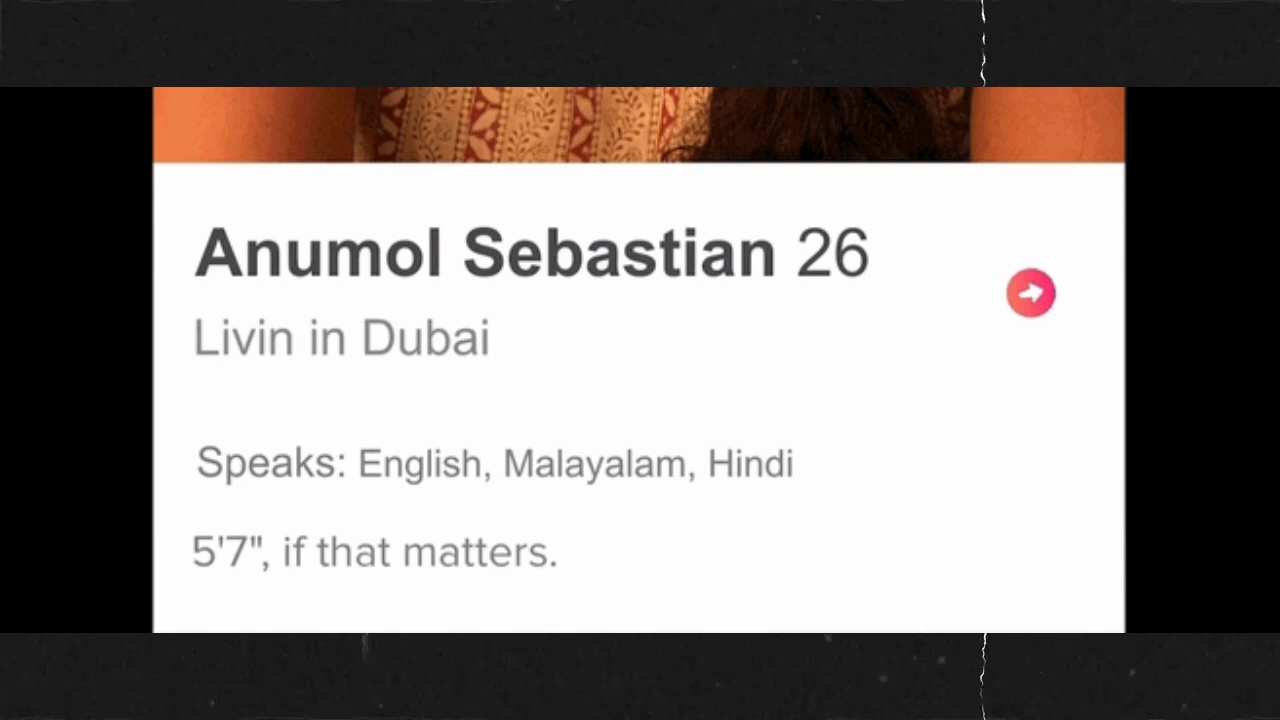 Anumol Sebastian 26
Livin in Dubai
Speaks: English, Malayalam, Hindi
5'7", if that matters.